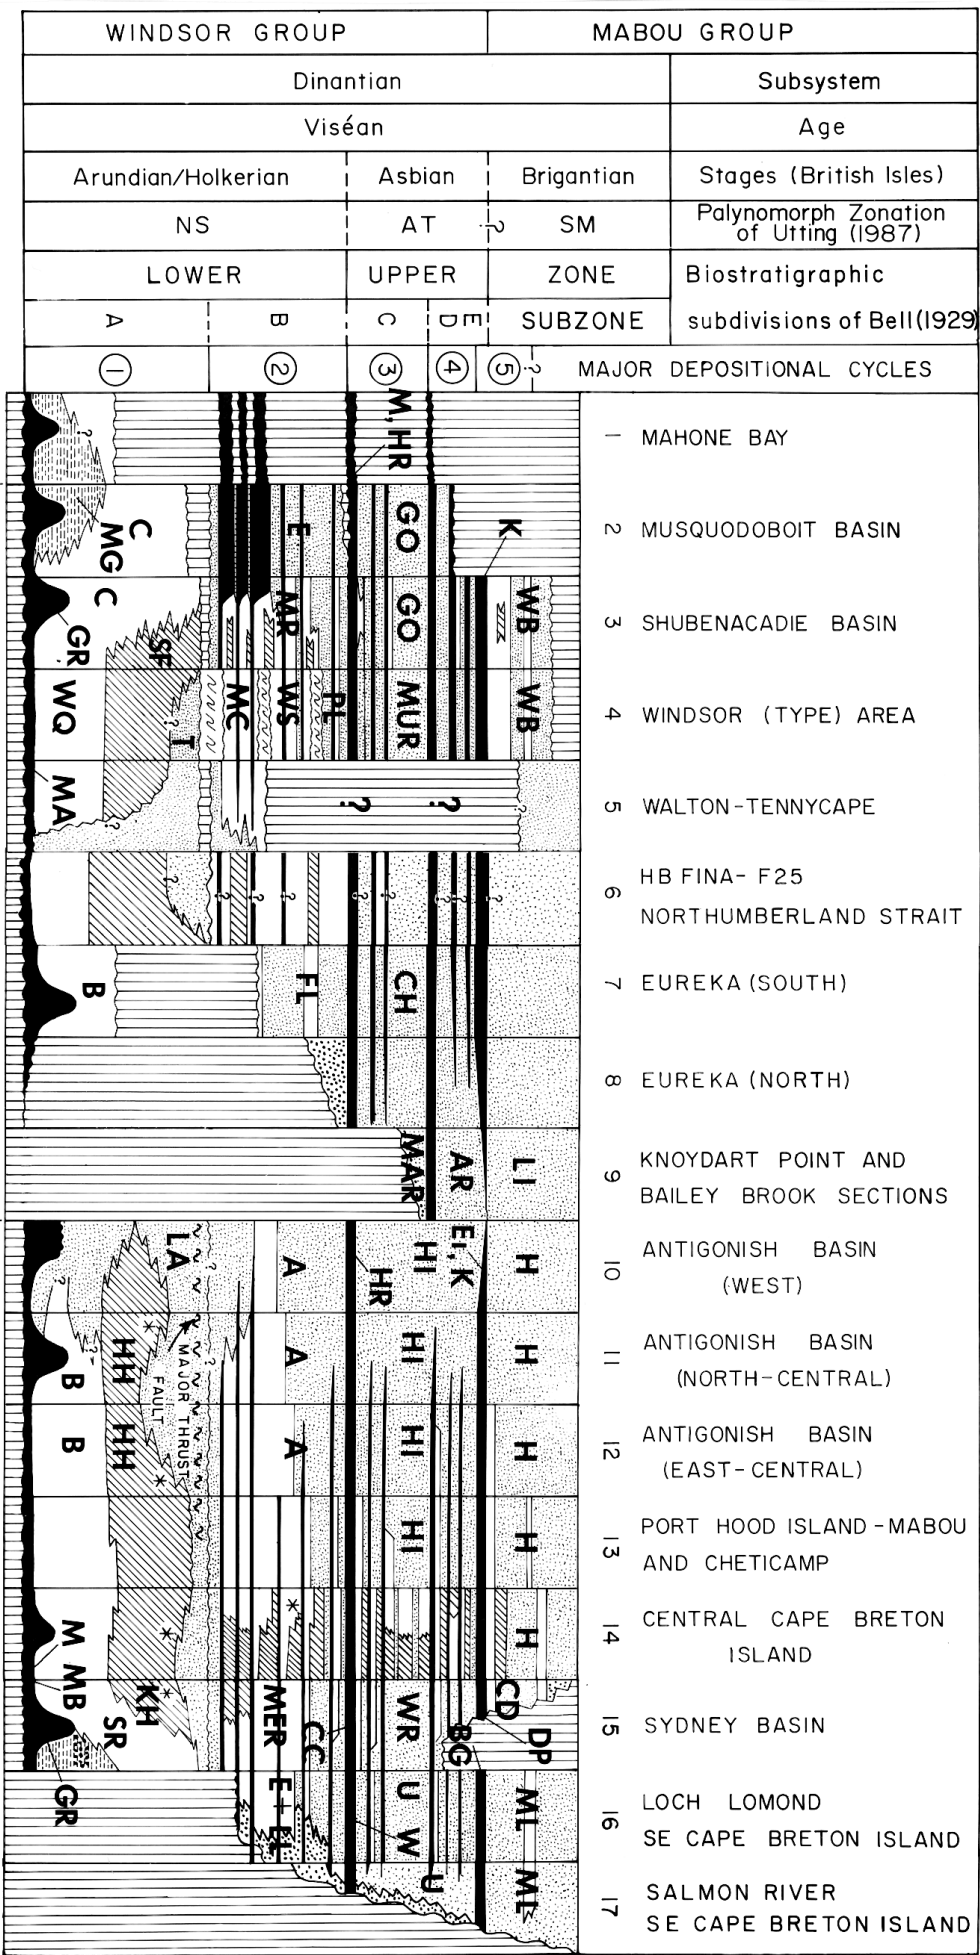 WINDSOR GROUP
MABOU GROUP
Dinantian
Subsystem
Viséan
Age
Arundian/Holkerian
Asbian
Brigantian
Stages (British Isles)
NS
AT
?
SM
Palynomorph Zonation
of Utting (1987)
LOWER
UPPER
ZONE
Biostratigraphic
A
B
C
D
E
SUBZONE
subdivisions of Bell(1929)
1
2
3
4
5
?
MAJOR DEPOSITIONAL CYCLES
?
M, HR
1
MAHONE BAY
C
MG
E
GO
K
2
MUSQUODOBOIT BASIN
C
GR
SF
MR
GO
WB
3
SHUBENACADIE BASIN
WQ
?
T
MC
WS
PL
MUR
WB
4
WINDSOR (TYPE) AREA
MA
?
?
?
?
5
WALTON-TENNYCAPE
?
?
?
?
?
?
?
?
?
6
HB FINA- F25
NORTHUMBERLAND STRAIT
B
FL
CH
7
EUREKA (SOUTH)
8
EUREKA (NORTH)
MAR
AR
LI
9
KNOYDART POINT AND
BAILEY BROOK SECTIONS
?
LA
?
A
HR
HI
EI, K
H
10
ANTIGONISH BASIN
(WEST)
?
B
HH
*
MAJOR THRUST
FAULT
?
A
HI
H
11
ANTIGONISH BASIN
(NORTH-CENTRAL)
B
HH
*
A
HI
H
12
ANTIGONISH BASIN
(EAST-CENTRAL)
HI
H
13
PORT HOOD ISLAND-MABOU
AND CHETICAMP
M
*
*
H
14
CENTRAL CAPE BRETON
ISLAND
MB
SR
KH
*
MER
CC
WR
BG
CD
DP
15
SYDNEY BASIN
GR
E+EL
U
W
ML
16
LOCH LOMOND
SE CAPE BRETON ISLAND
U
ML
17
SALMON RIVER
SE CAPE BRETON ISLAND